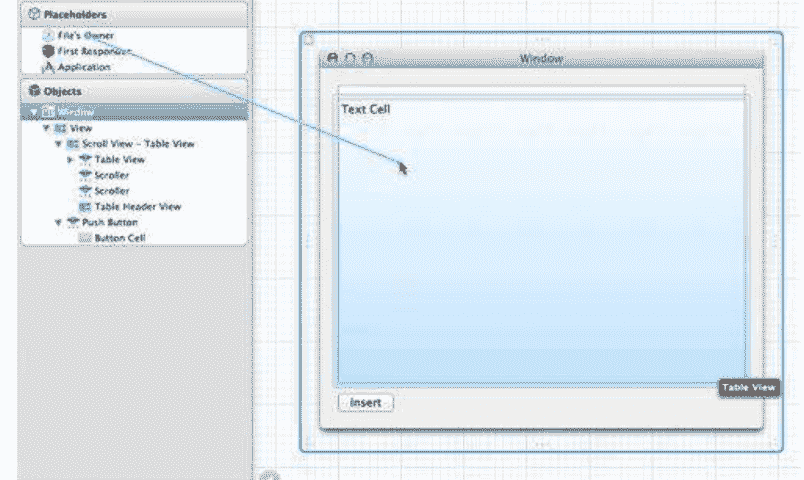 Placeholders
File's Owner
First Responder
Application
Objects
Window
View
Scroll View - Table View
Table View
Scroller
Scroller
Table Header View
Push Button
Button Cell
Window
Text Cell
Table View
Insert